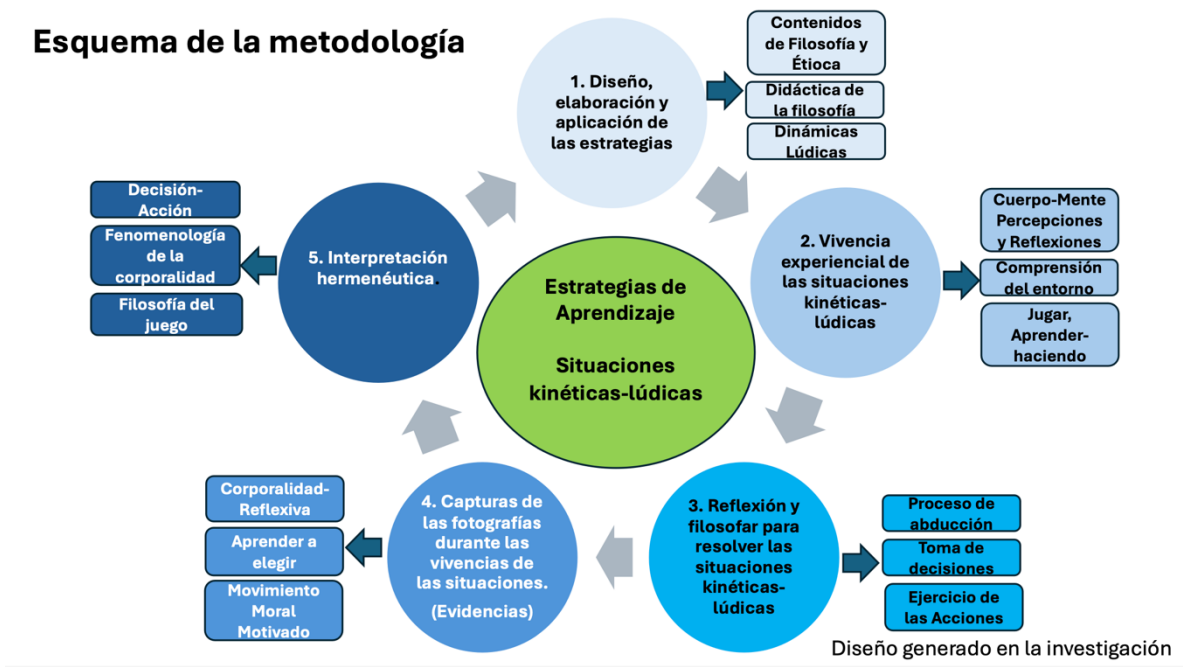 Esquema de la metodología
1. Diseño,
elaboración y
aplicación de
las estrategias
Contenidos
de Filosofía y
Étioca
Didáctica de
la filosofía
Dinámicas
Lúdicas
2. Vivencia
experiencial de
las situaciones
kinéticas-
lúdicas
Cuerpo-Mente
Percepciones
y Reflexiones
Comprensión
del entorno
Jugar,
Aprender-
haciendo
3. Reflexión y
filosofar para
resolver las
situaciones
kinéticas-
lúdicas
Proceso de
abducción
Toma de
decisiones
Ejercicio de
las Acciones
4. Capturas de
las fotografías
durante las
vivencias de
las situaciones.
(Evidencias)
Corporalidad-
Reflexiva
Aprender a
elegir
Movimiento
Moral
Motivado
5. Interpretación
hermenéutica.
Decisión-
Acción
Fenomenología
de la
corporalidad
Filosofía del
juego
Estrategias de
Aprendizaje
Situaciones
kinéticas-lúdicas
Diseño generado en la investigación